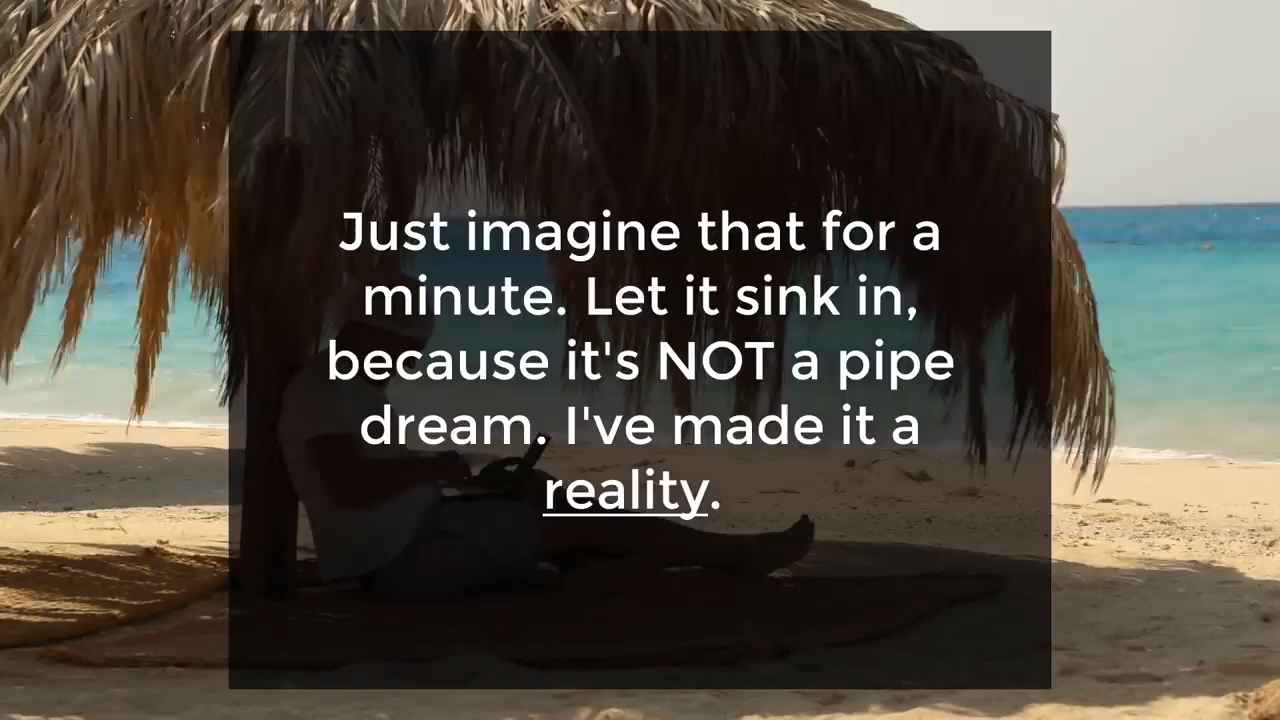 Just imagine that for a
minute. Let it sink in,
because it's NOT a pipe
dream. I've made it a
reality.